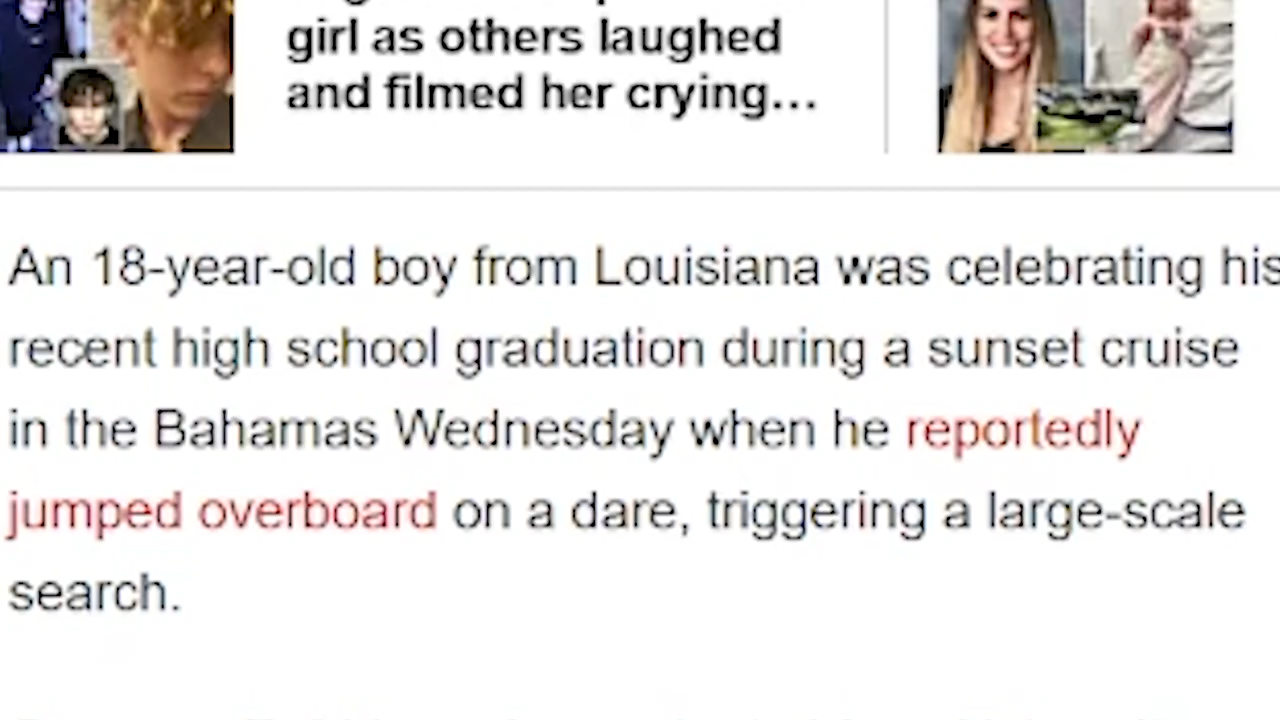 girl as others laughed
and filmed her crying...
An 18-year-old boy from Louisiana was celebrating his
recent high school graduation during a sunset cruise
in the Bahamas Wednesday when he reportedly
jumped overboard on a dare, triggering a large-scale
search.